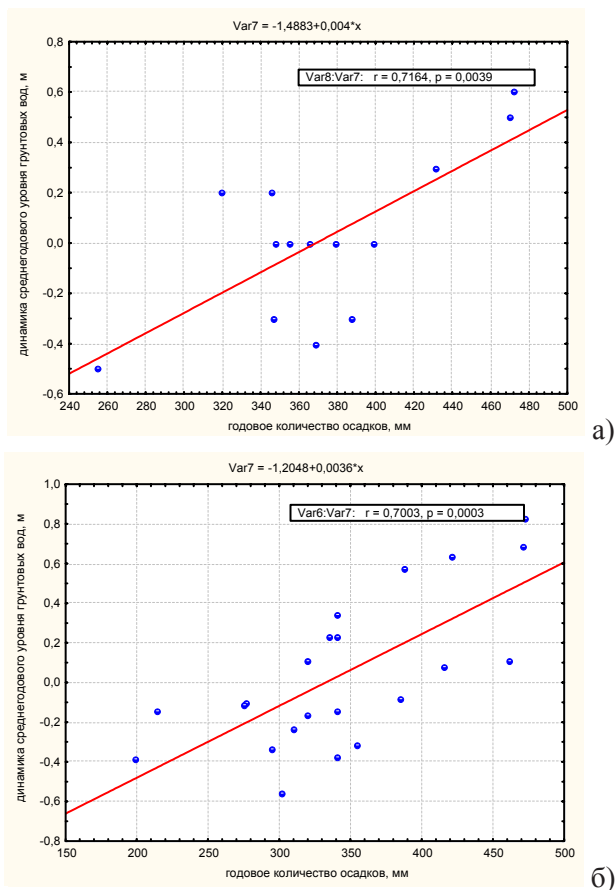 Var7 = -1,4883+0,004*x
Var8:Var7: r = 0,7164, p = 0,0039
динамика среднегодового уровня грунтовых вод, м
0,8
0,6
0,4
0,2
0,0
-0,2
-0,4
-0,6
240 260 280 300 320 340 360 380 400 420 440 460 480 500
годовое количество осадков, мм
а)
Var7 = -1,2048+0,0036*x
Var6:Var7: r = 0,7003, p = 0,0003
динамика среднегодового уровня грунтовых вод, м
1,0
0,8
0,6
0,4
0,2
0,0
-0,2
-0,4
-0,6
-0,8
150 200 250 300 350 400 450 500
годовое количество осадков, мм
б)